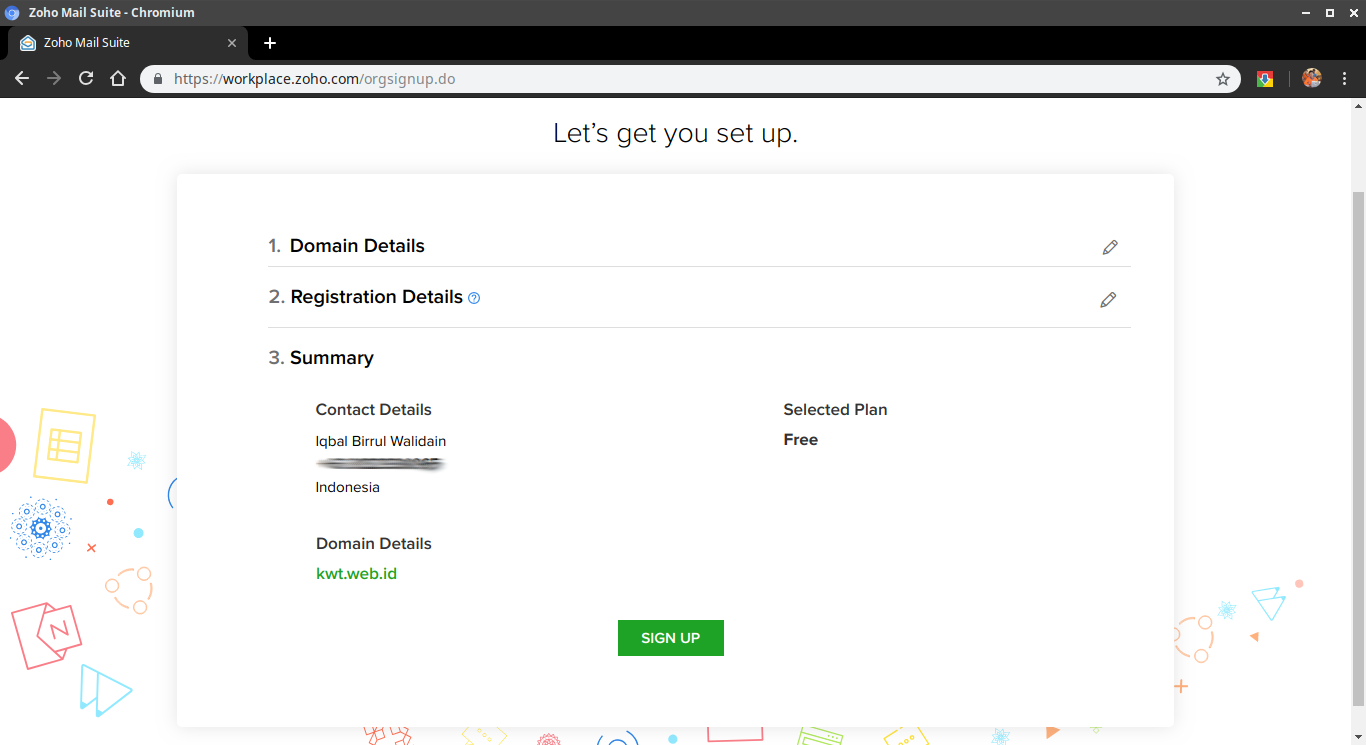 Zoho Mail Suite - Chromium
Zoho Mail Suite
https://workplace.zoho.com/orgsignup.do
Let’s get you set up.
1. Domain Details
2. Registration Details ?
3. Summary
Contact Details
Iqbal Birrul Walidain
Indonesia
Selected Plan
Free
Domain Details
kwt.web.id
SIGN UP
N